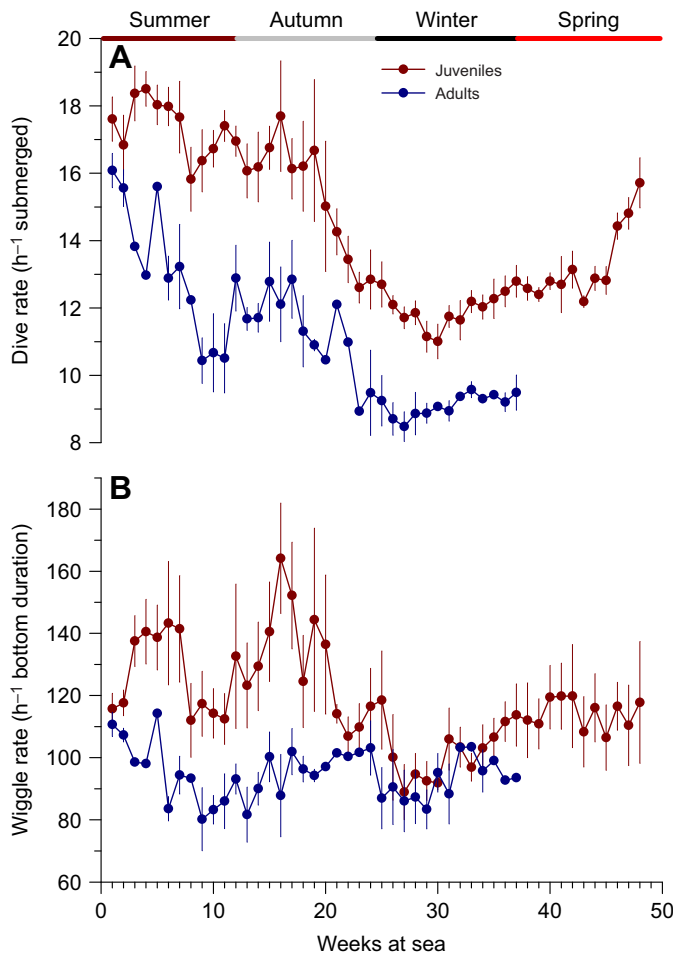 Summer Autumn Winter Spring
A
Juveniles
Adults
Dive rate (h⁻¹ submerged)
20
18
16
14
12
10
8
B
Wiggle rate (h⁻¹ bottom duration)
180
160
140
120
100
80
60
0 10 20 30 40 50
Weeks at sea